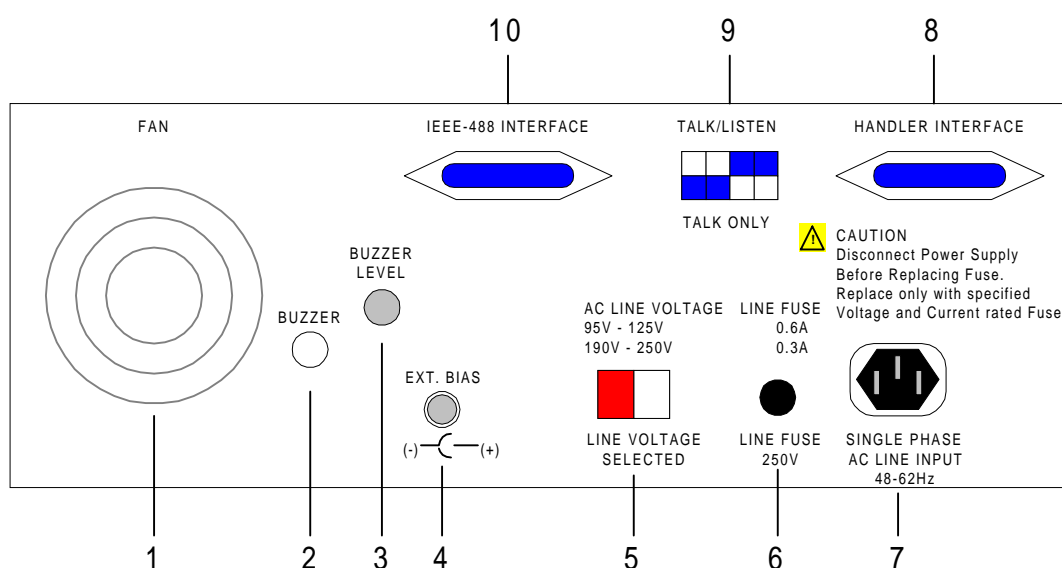 10
9
8
FAN
IEEE-488 INTERFACE
TALK/LISTEN
HANDLER INTERFACE
TALK ONLY
!
CAUTION
Disconnect Power Supply
Before Replacing Fuse.
Replace only with specified
Voltage and Current rated Fuse
BUZZER
LEVEL
BUZZER
AC LINE VOLTAGE
95V - 125V
190V - 250V
LINE FUSE
0.6A
0.3A
EXT. BIAS
(-)
(+)
LINE VOLTAGE
SELECTED
LINE FUSE
250V
SINGLE PHASE
AC LINE INPUT
48-62Hz
1
2
3
4
5
6
7